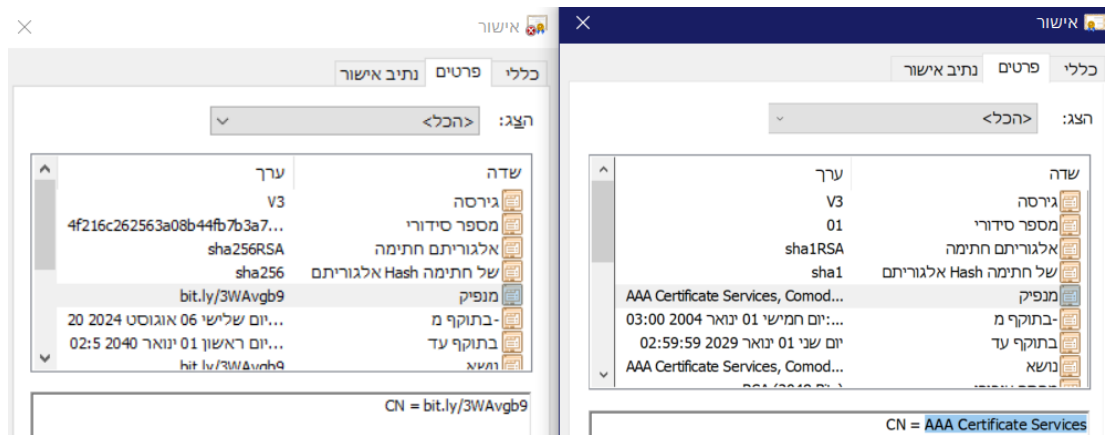 אישור
כללי פרטים נתיב אישור
הצג: <הכל>
שדה ערך
גירסה V3
מספר סידורי 01
אלגוריתם חתימה sha1RSA
של חתימה Hash אלגוריתם sha1
מנפיק AAA Certificate Services, Comod...
-בתוקף מ ...:יום חמישי 01 ינואר 2004 03:00
בתוקף עד יום שני 01 ינואר 2029 02:59:59
נושא AAA Certificate Services, Comod...
CN = AAA Certificate Services
אישור
כללי פרטים נתיב אישור
הצג: <הכל>
שדה ערך
גירסה V3
מספר סידורי 4f216c262563a08b44fb7b3a7...
אלגוריתם חתימה sha256RSA
של חתימה Hash אלגוריתם sha256
מנפיק bit.ly/3WAvgb9
-בתוקף מ ...יום שלישי 06 אוגוסט 2024 20
בתוקף עד ...יום ראשון 01 ינואר 2040 02:5
נושא bit.ly/3WAvgb9
CN = bit.ly/3WAvgb9